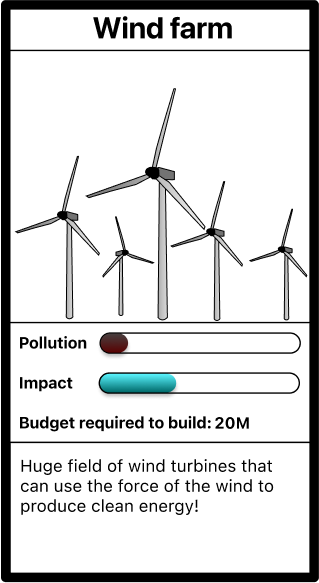 Wind farm
Pollution
Impact
Budget required to build: 20M
Huge field of wind turbines that
can use the force of the wind to
produce clean energy!